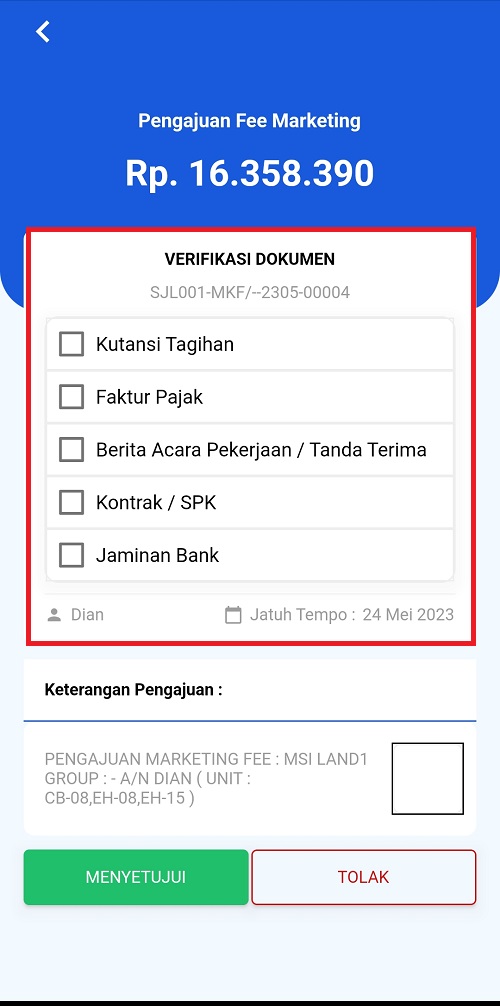 Pengajuan Fee Marketing
Rp. 16.358.390
VERIFIKASI DOKUMEN
SJL001-MKF/--2305-00004
Kutansi Tagihan
Faktur Pajak
Berita Acara Pekerjaan / Tanda Terima
Kontrak / SPK
Jaminan Bank
Dian Jatuh Tempo : 24 Mei 2023
Keterangan Pengajuan :
PENGAJUAN MARKETING FEE : MSI LAND1
GROUP : - A/N DIAN ( UNIT :
CB-08,EH-08,EH-15 )
MENYETUJUI TOLAK